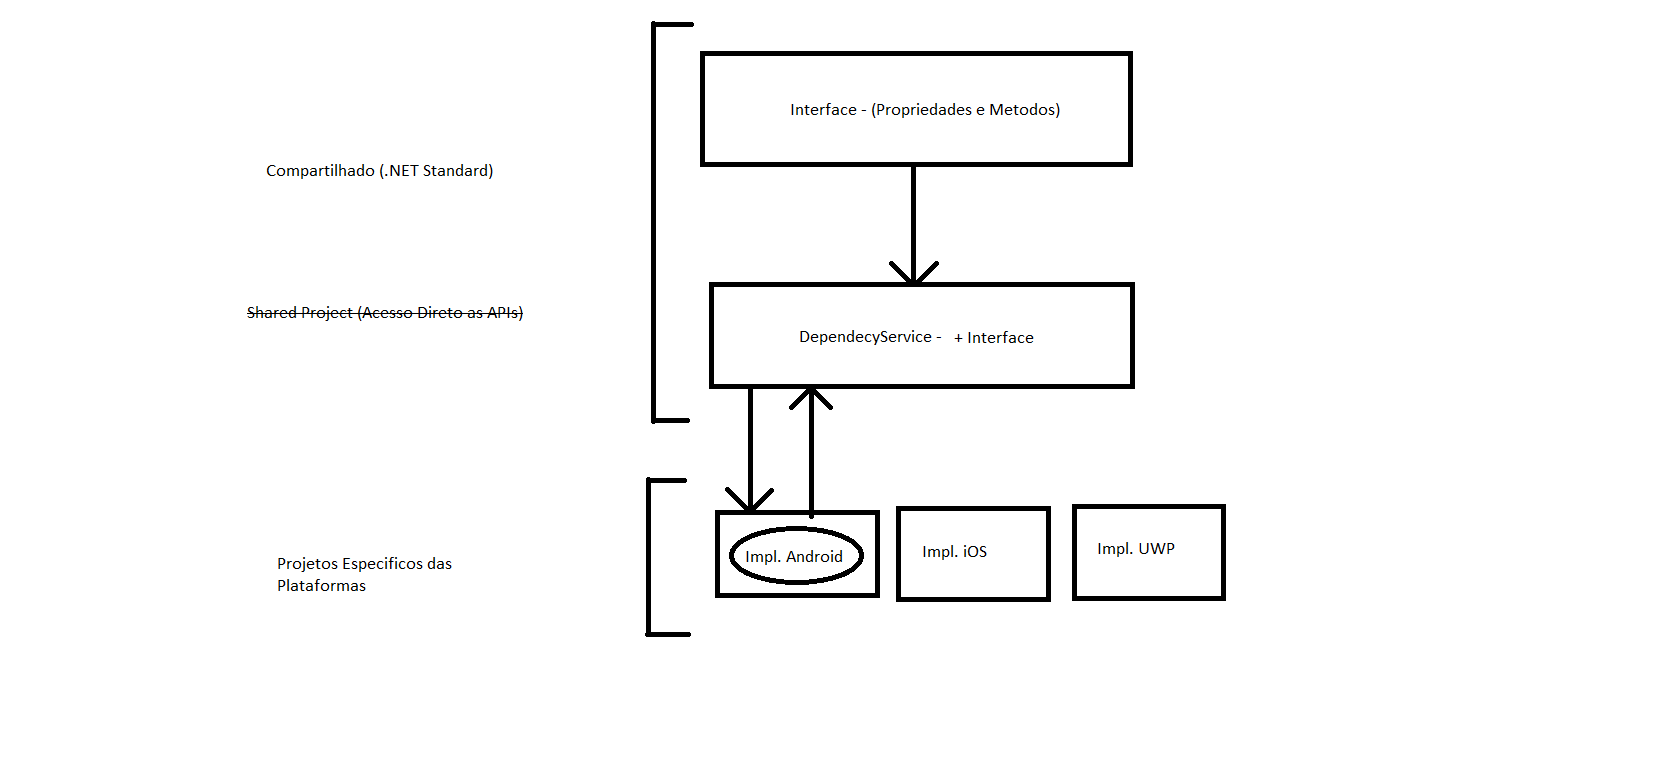 Interface - (Propriedades e Metodos)
Compartilhado (.NET Standard)
Shared Project (Acesso Direto as APIs)
DependecyService - + Interface
Impl. Android
Impl. iOS
Impl. UWP
Projetos Especificos das
Plataformas